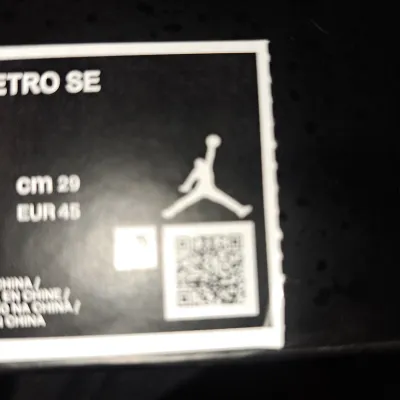 ETRO SE
cm 29
EUR 45
CHINA /
EN CHINE /
O NA CHINA /
CHINA